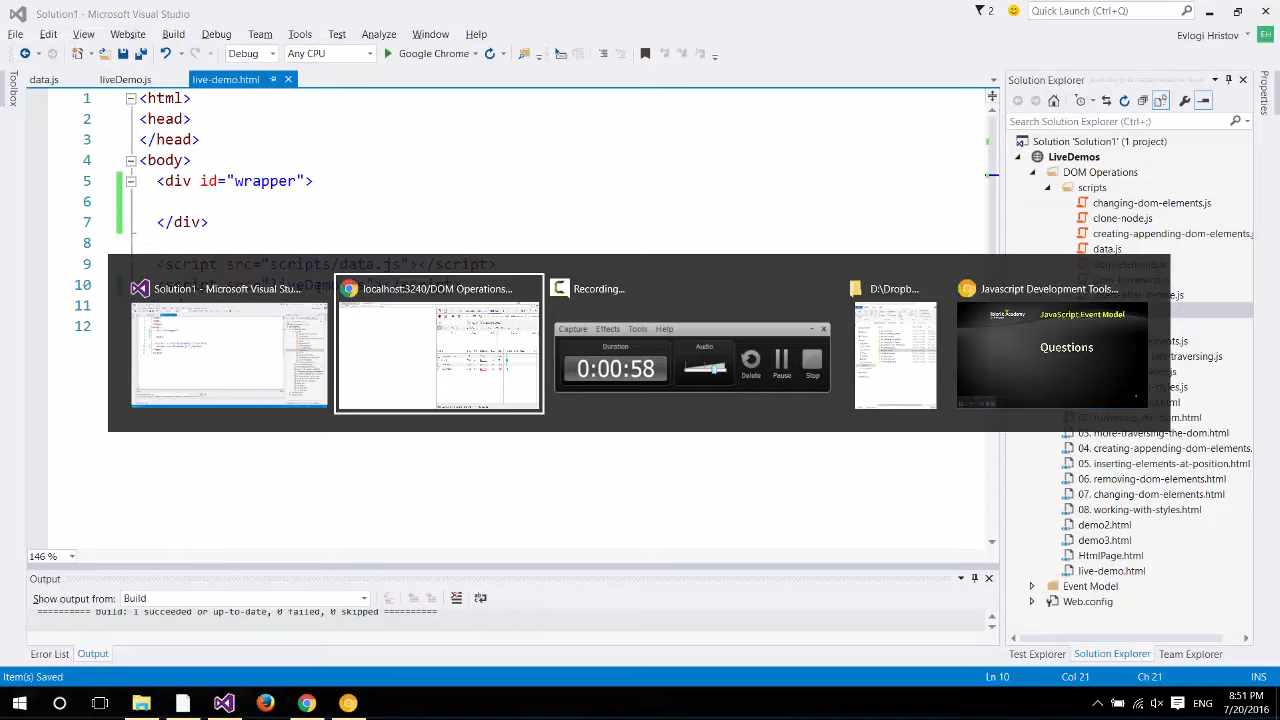 Solution1 - Microsoft Visual Studio
2
Quick Launch (Ctrl+Q)
File Edit View Website Build Debug Team Tools Test Analyze Window Help
Evlogi Hristov
EH
Debug
Any CPU
Google Chrome
Toolbox
data.js
liveDemo.js
live-demo.html
1 <html>
2 <head>
3 </head>
4 <body>
5 <div id="wrapper">
6
7 </div>
8
9 <script src="scripts/data.js"></script>
10
11
12
Solution1 - Microsoft Visual Stu...
localhost:3240/DOM Operations...
Recording...
D:\Dropb...
Javascript Development Tools...
Capture Effects Tools Help
Duration
0:00:58
Audio
Delete
Pause
Stop
JavaScript Event Model
Questions
146 %
Output
Show output from:
Build
========== Build: 1 succeeded or up-to-date, 0 failed, 0 skipped ==========
Error List
Output
Solution Explorer
Properties
Search Solution Explorer (Ctrl+;)
Solution 'Solution1' (1 project)
LiveDemos
DOM Operations
scripts
changing-dom-elements.js
clone-node.js
creating-appending-dom-elements.
data.js
03. more-traversing-the-dom.html
04. creating-appending-dom-elements.
05. inserting-elements-at-position.html
06. removing-dom-elements.html
07. changing-dom-elements.html
08. working-with-styles.html
demo2.html
demo3.html
HtmlPage.html
live-demo.html
Event Model
Web.config
Test Explorer
Solution Explorer
Team Explorer
Item(s) Saved
Ln 10
Col 21
Ch 21
INS
ENG
8:51 PM
7/20/2016